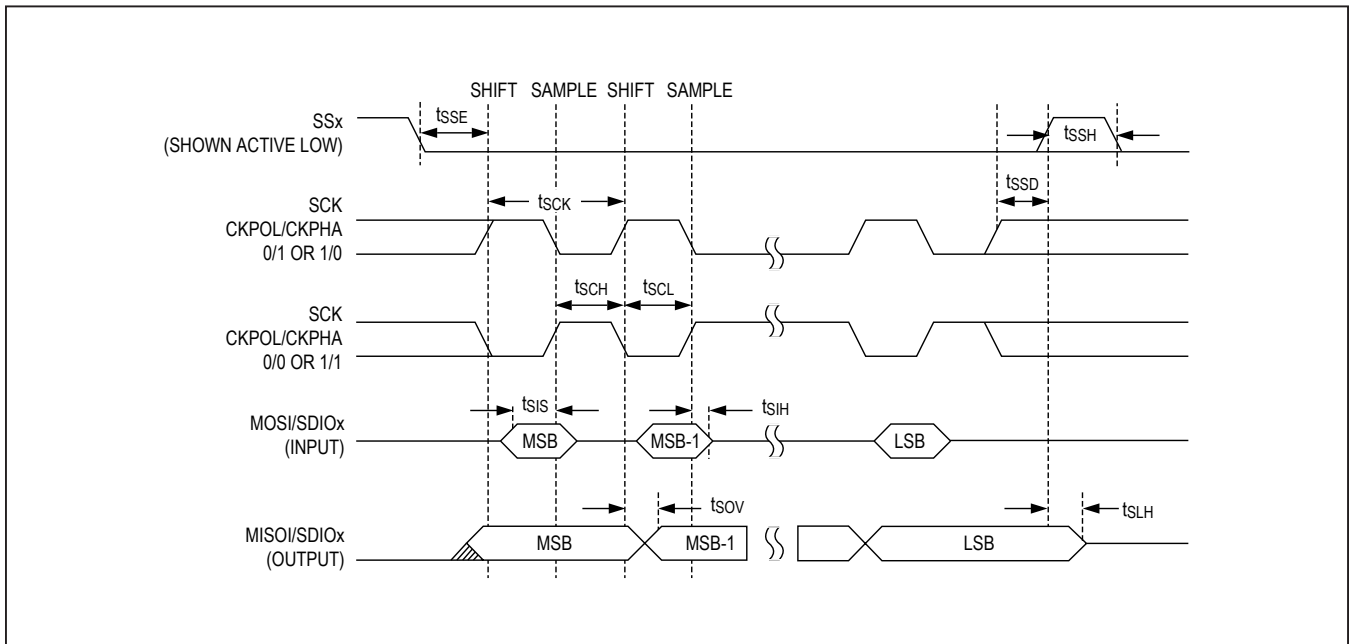 SHIFT SAMPLE SHIFT SAMPLE
SSx
(SHOWN ACTIVE LOW)
tSSE
tSSH
tSSD
SCK
CKPOL/CKPHA
0/1 OR 1/0
tSCK
tSCH
tSCL
SCK
CKPOL/CKPHA
0/0 OR 1/1
tSIS
tSIH
MOSI/SDIOx
(INPUT)
MSB
MSB-1
LSB
tSOV
tSLH
MISOI/SDIOx
(OUTPUT)
MSB
MSB-1
LSB